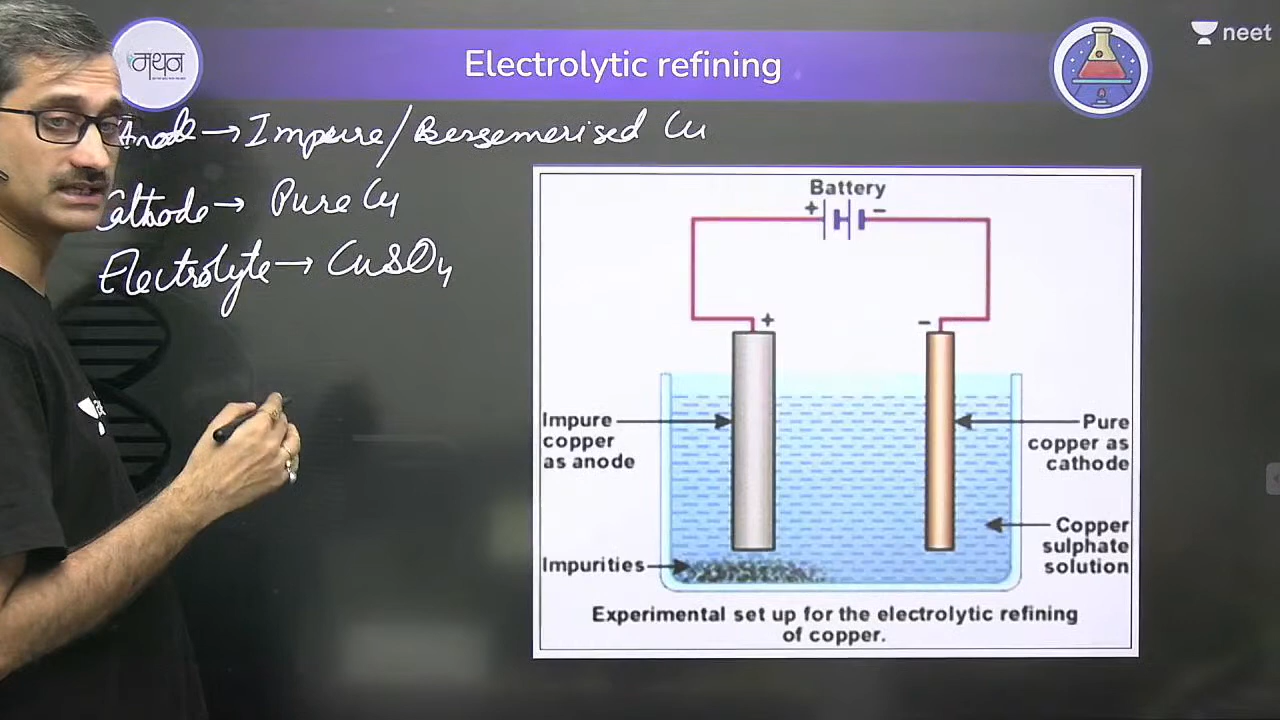 मंथन
Electrolytic refining
neet
Anode → Impure/Bessemerised Cu
Cathode → Pure Cu
Electrolyte → CuSO4
Battery
+ −
+ −
Impure
copper
as anode
Pure
copper as
cathode
Copper
sulphate
solution
Impurities
Experimental set up for the electrolytic refining
of copper.